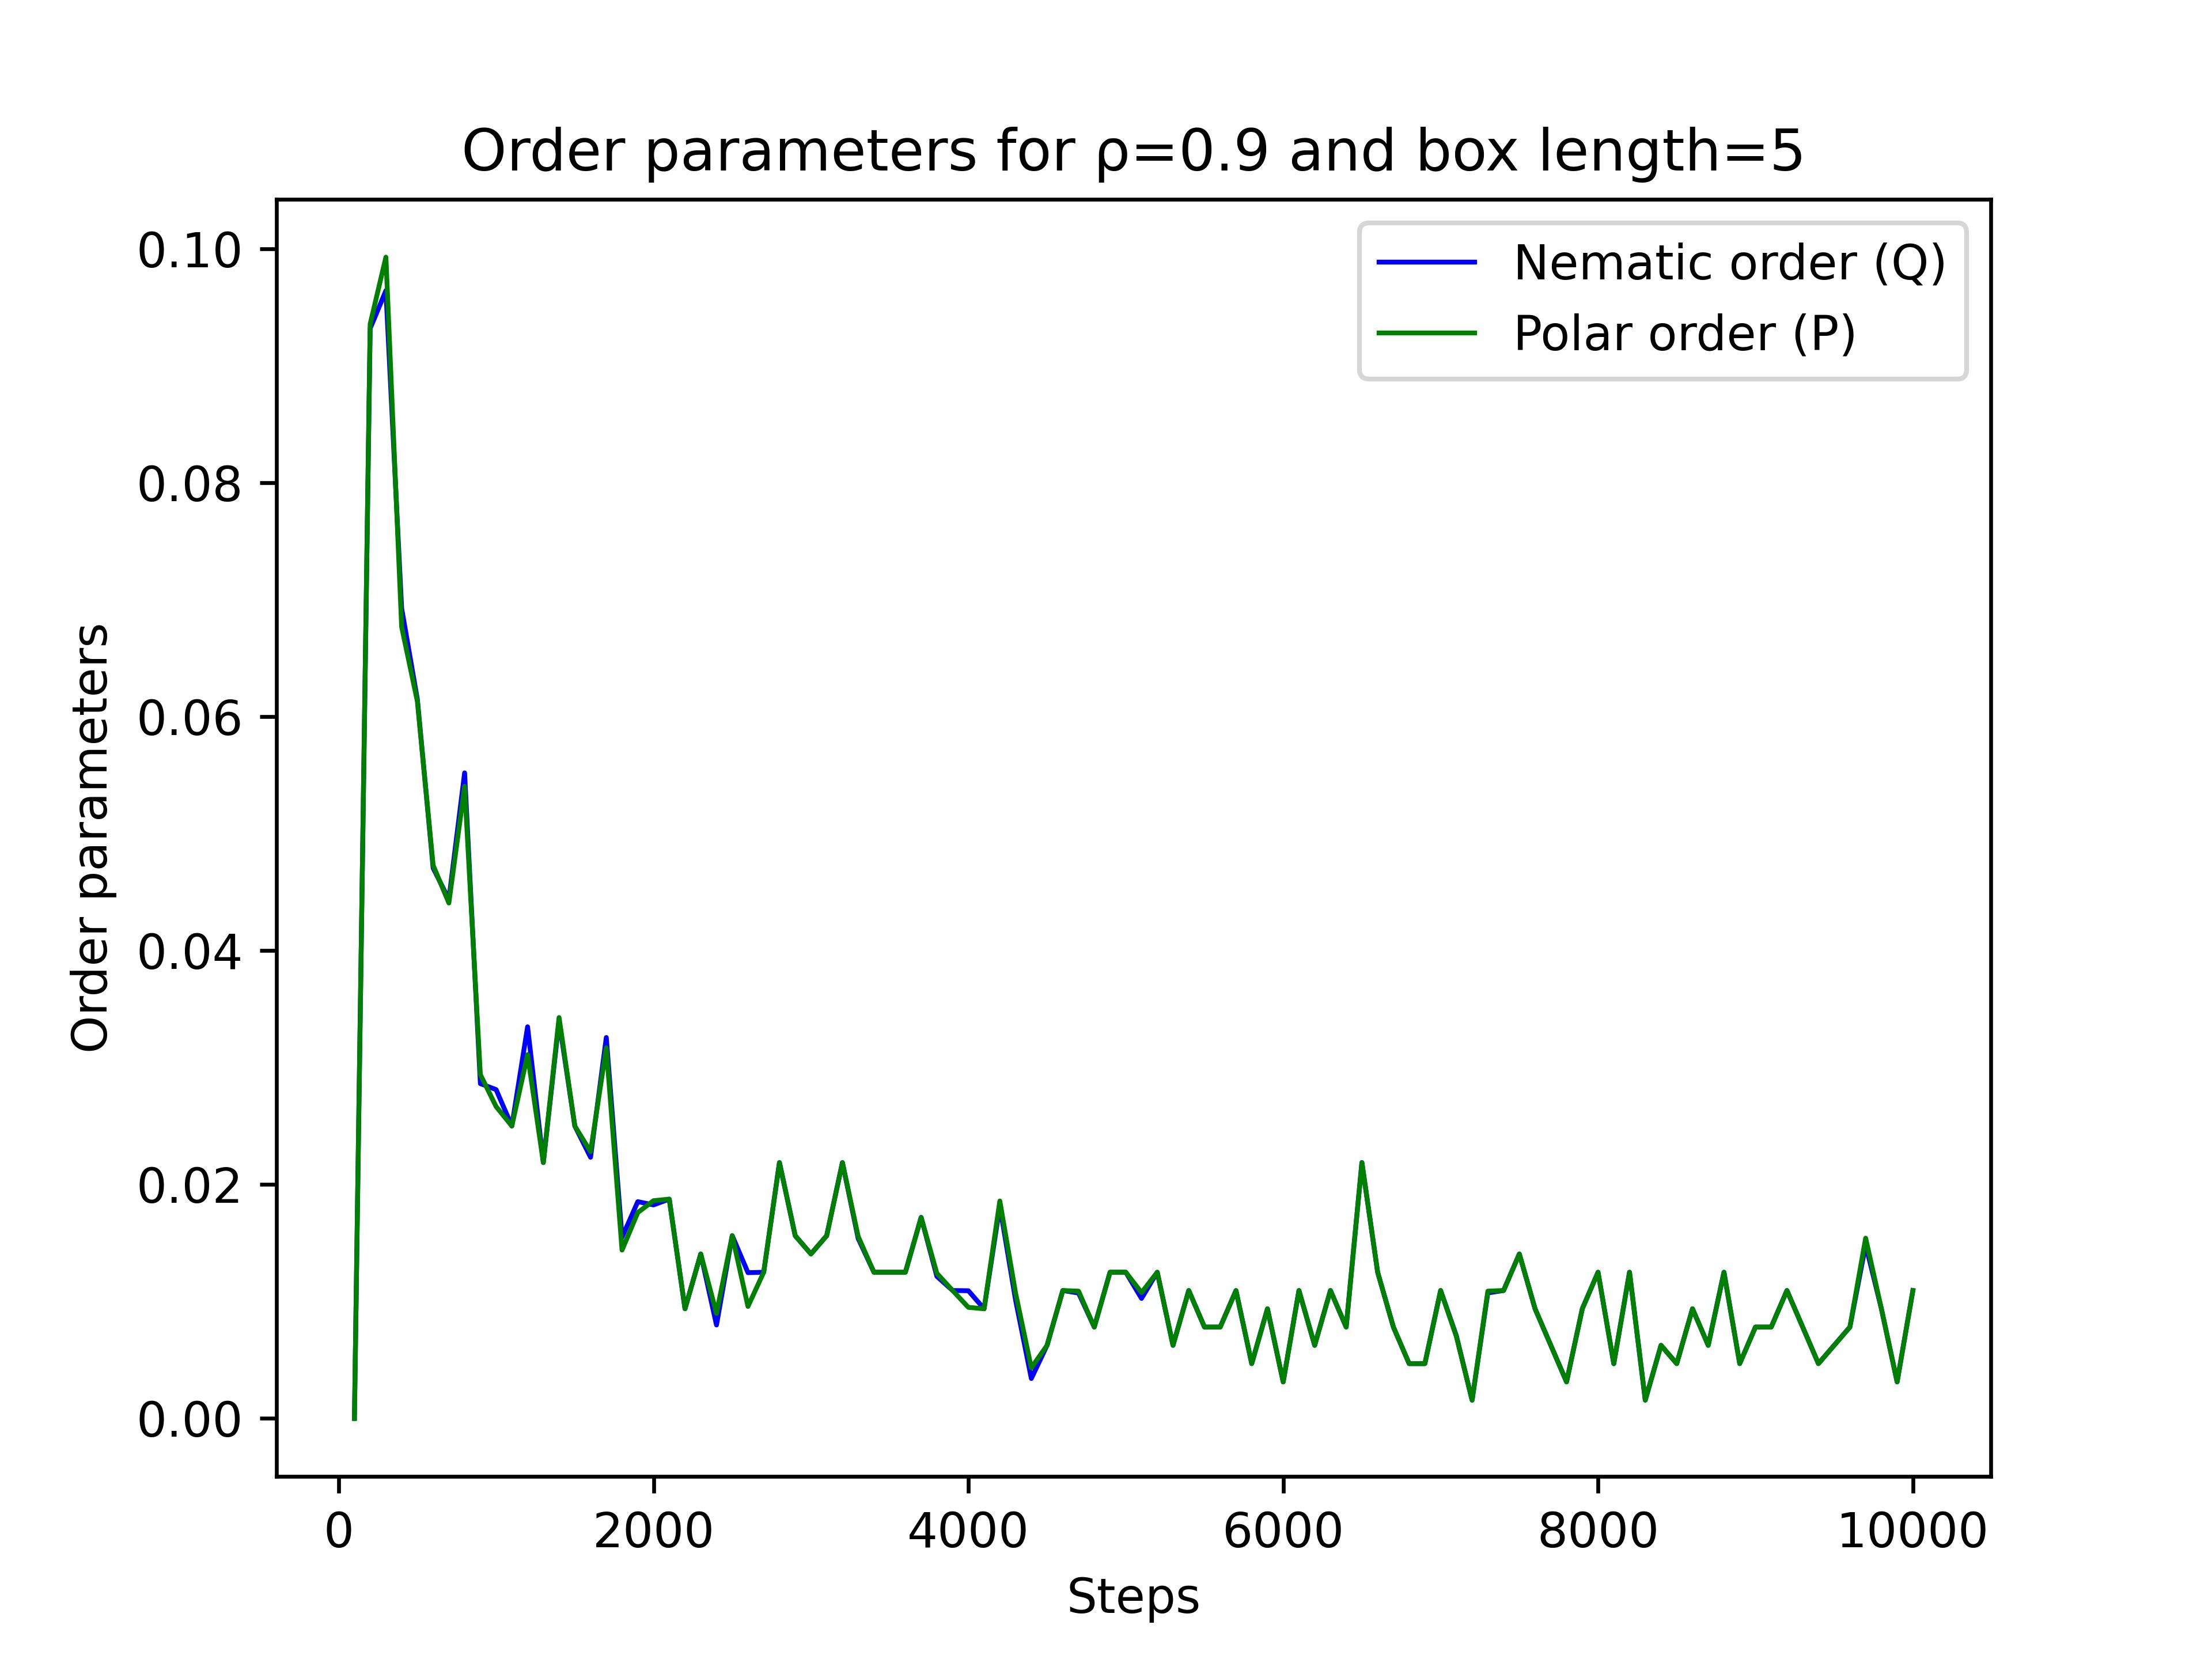 Order parameters for ρ=0.9 and box length=5
Nematic order (Q)
Polar order (P)
Order parameters
0.10
0.08
0.06
0.04
0.02
0.00
0 2000 4000 6000 8000 10000
Steps